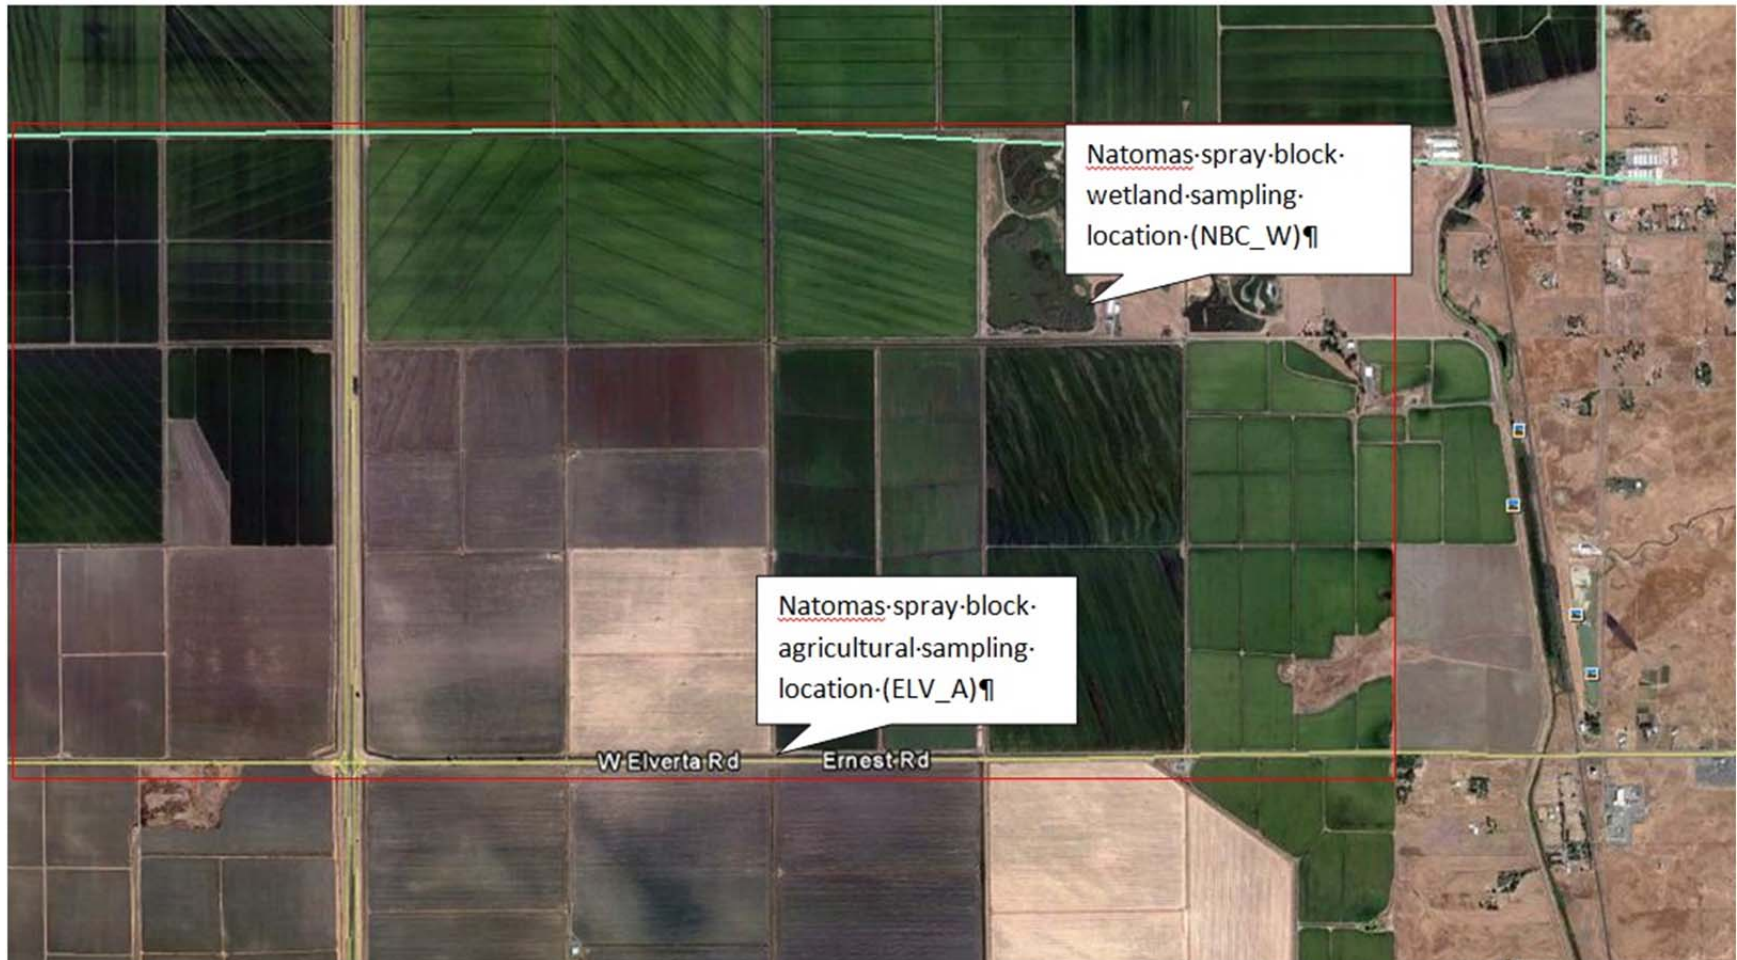 Natomas·spray·block·
wetland·sampling·
location·(NBC_W)¶
Natomas·spray·block·
agricultural·sampling·
location·(ELV_A)¶
W Elverta Rd
Ernest Rd